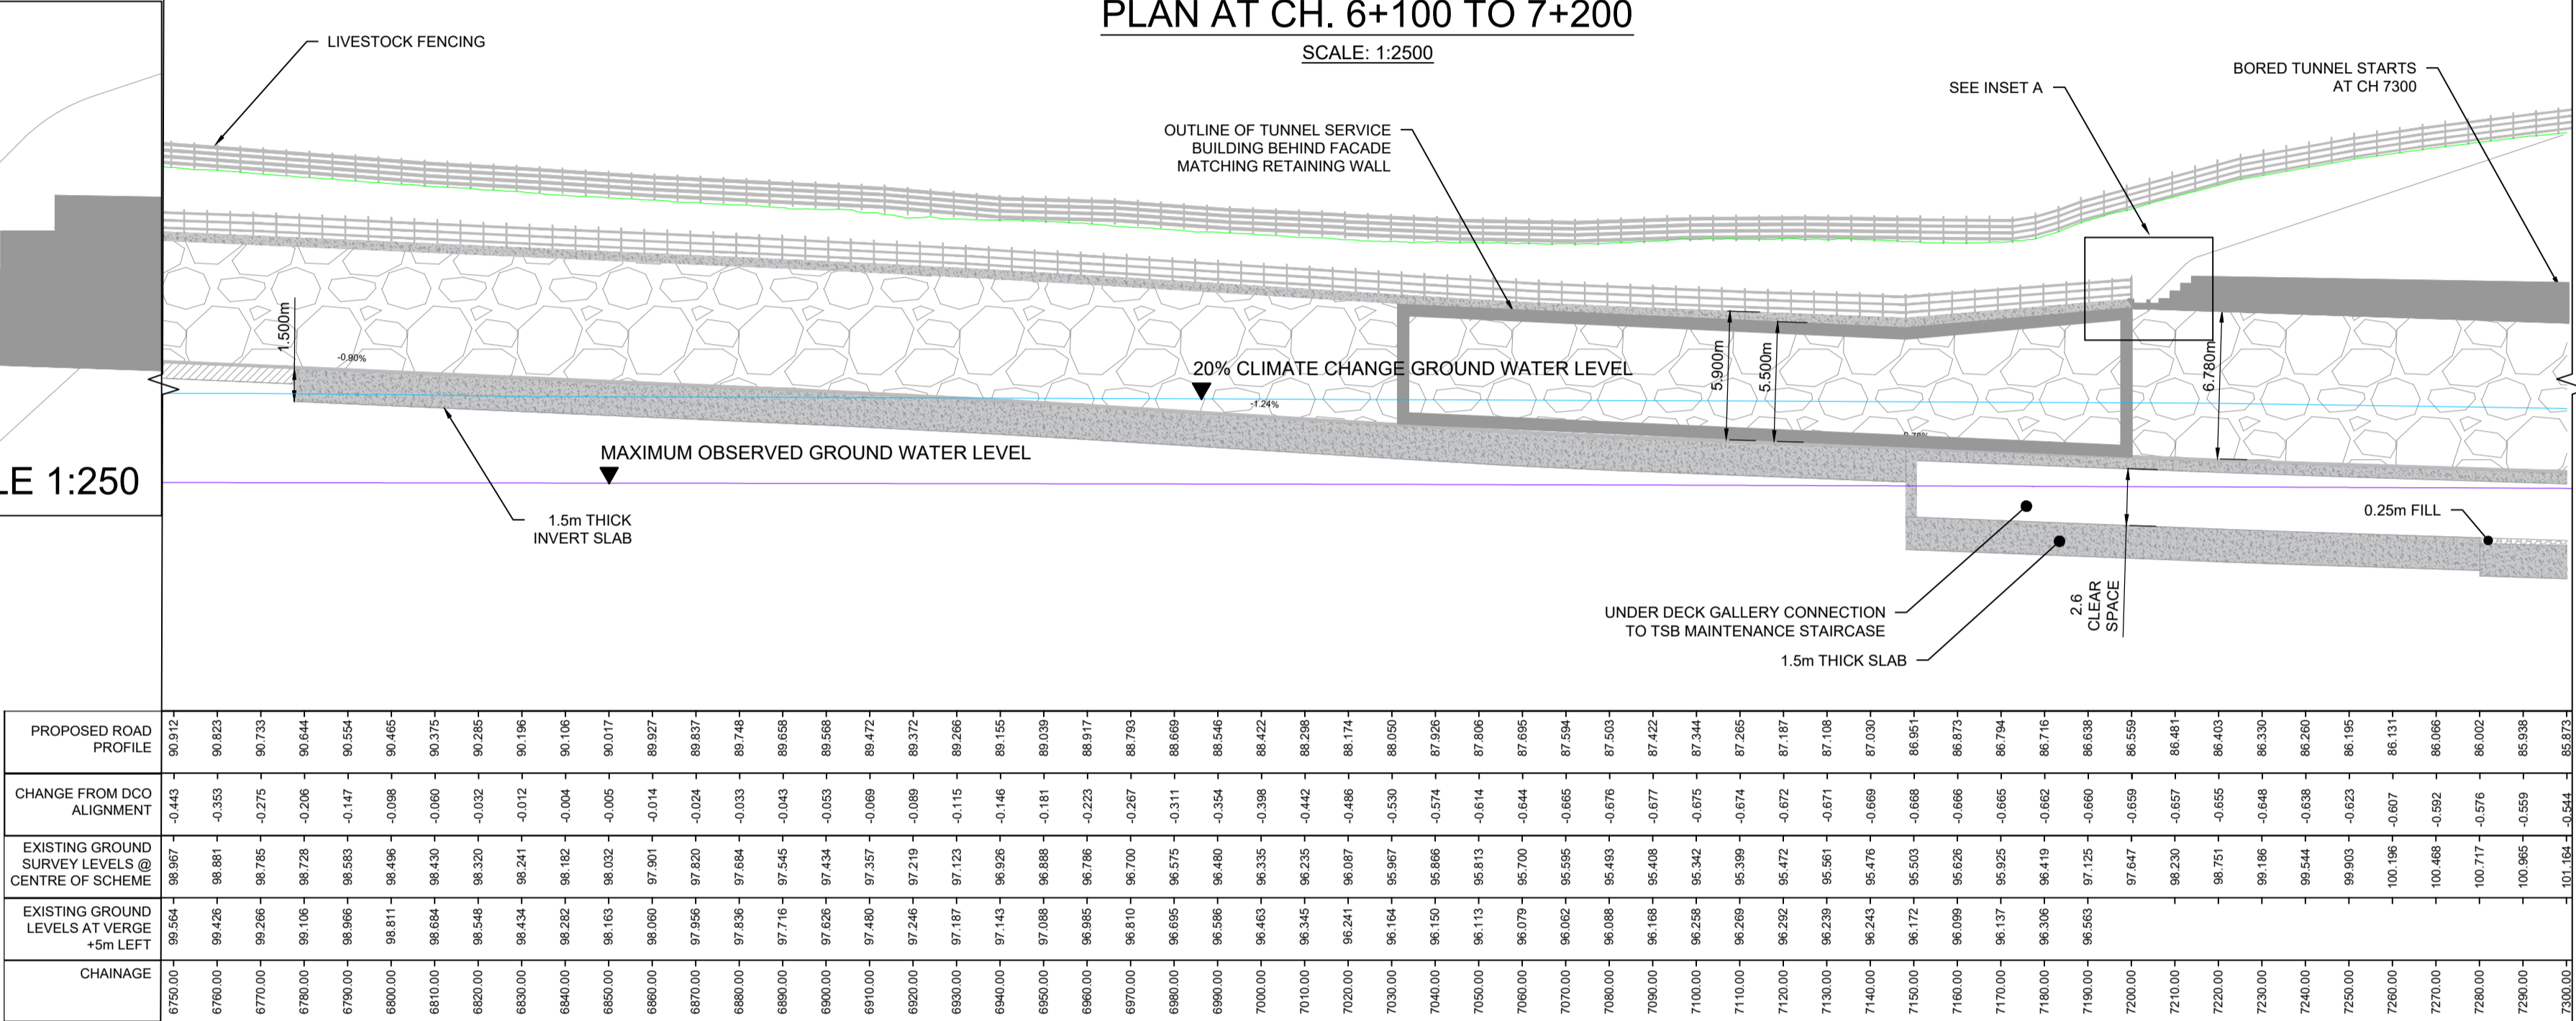 PLAN AT CH. 6+100 TO 7+200
SCALE: 1:2500
LIVESTOCK FENCING
BORED TUNNEL STARTS
AT CH 7300
SEE INSET A
OUTLINE OF TUNNEL SERVICE
BUILDING BEHIND FACADE
MATCHING RETAINING WALL
1.500m
-0.90%
20% CLIMATE CHANGE GROUND WATER LEVEL
-1.24%
5.900m
5.500m
6.780m
MAXIMUM OBSERVED GROUND WATER LEVEL
LE 1:250
1.5m THICK
INVERT SLAB
0.25m FILL
UNDER DECK GALLERY CONNECTION
TO TSB MAINTENANCE STAIRCASE
1.5m THICK SLAB
2.6
CLEAR
SPACE
PROPOSED ROAD
PROFILE
90.912 90.823 90.733 90.644 90.554 90.465 90.375 90.285 90.196 90.106 90.017 89.927 89.837 89.748 89.658 89.568 89.472 89.372 89.266 89.155 89.039 88.917 88.793 88.669 88.546 88.422 88.298 88.174 88.050 87.926 87.806 87.695 87.594 87.503 87.422 87.344 87.265 87.187 87.108 87.030 86.951 86.873 86.794 86.716 86.638 86.559 86.481 86.403 86.330 86.260 86.195 86.131 86.066 86.002 85.938 85.873
CHANGE FROM DCO
ALIGNMENT
-0.443 -0.353 -0.275 -0.206 -0.147 -0.098 -0.060 -0.032 -0.012 -0.004 -0.005 -0.014 -0.024 -0.033 -0.043 -0.053 -0.069 -0.089 -0.115 -0.146 -0.181 -0.223 -0.267 -0.311 -0.354 -0.398 -0.442 -0.486 -0.530 -0.574 -0.614 -0.644 -0.665 -0.676 -0.677 -0.675 -0.674 -0.672 -0.671 -0.669 -0.668 -0.666 -0.665 -0.662 -0.660 -0.659 -0.657 -0.655 -0.648 -0.638 -0.623 -0.607 -0.592 -0.576 -0.559 -0.544
EXISTING GROUND
SURVEY LEVELS @
CENTRE OF SCHEME
98.967 98.881 98.785 98.728 98.583 98.496 98.430 98.320 98.241 98.182 98.032 97.901 97.820 97.684 97.545 97.434 97.357 97.219 97.123 96.926 96.888 96.786 96.700 96.575 96.480 96.335 96.235 96.087 95.967 95.866 95.813 95.700 95.595 95.493 95.408 95.342 95.399 95.472 95.561 95.476 95.503 95.626 95.925 96.419 97.125 97.647 98.230 98.751 99.186 99.544 99.903 100.196 100.468 100.717 100.965 101.164
EXISTING GROUND
LEVELS AT VERGE
+5m LEFT
99.564 99.426 99.266 99.106 98.966 98.811 98.684 98.548 98.434 98.282 98.163 98.060 97.956 97.836 97.716 97.626 97.480 97.246 97.187 97.143 97.088 96.985 96.810 96.695 96.586 96.463 96.345 96.241 96.164 96.150 96.113 96.079 96.062 96.088 96.168 96.258 96.269 96.292 96.239 96.243 96.172 96.099 96.137 96.306 96.563
CHAINAGE
6750.00 6760.00 6770.00 6780.00 6790.00 6800.00 6810.00 6820.00 6830.00 6840.00 6850.00 6860.00 6870.00 6880.00 6890.00 6900.00 6910.00 6920.00 6930.00 6940.00 6950.00 6960.00 6970.00 6980.00 6990.00 7000.00 7010.00 7020.00 7030.00 7040.00 7050.00 7060.00 7070.00 7080.00 7090.00 7100.00 7110.00 7120.00 7130.00 7140.00 7150.00 7160.00 7170.00 7180.00 7190.00 7200.00 7210.00 7220.00 7230.00 7240.00 7250.00 7260.00 7270.00 7280.00 7290.00 7300.00